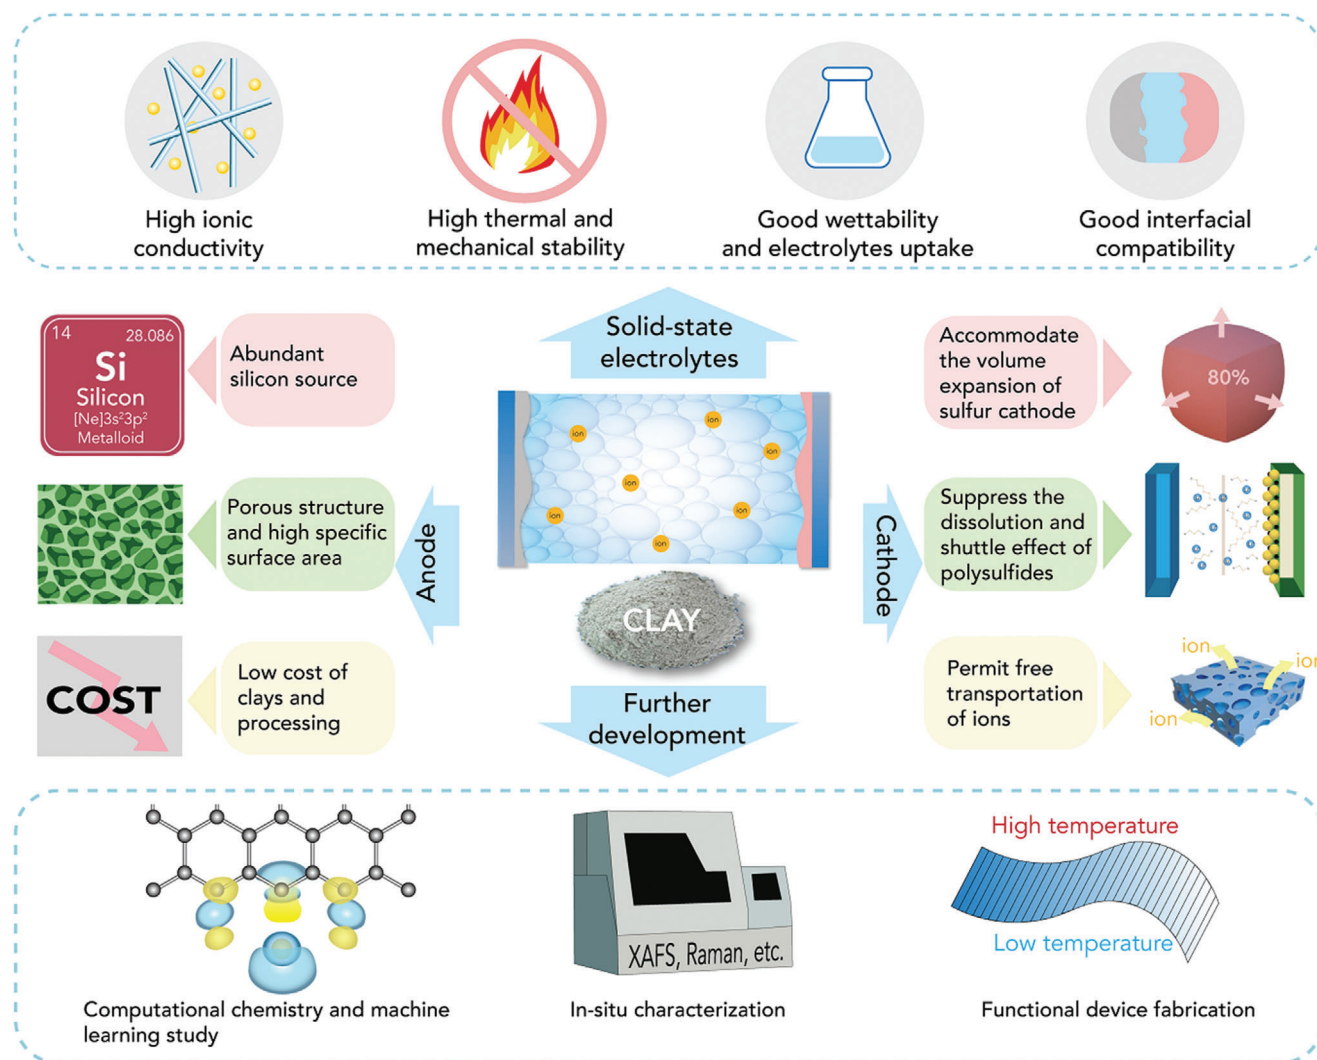 High ionic
conductivity
High thermal and
mechanical stability
Good wettability
and electrolytes uptake
Good interfacial
compatibility
Solid-state
electrolytes
14
28.086
Si
Silicon
[Ne]3s²3p²
Metalloid
Abundant
silicon source
Porous structure
and high specific
surface area
COST
Low cost of
clays and
processing
Anode
ion
ion
ion
ion
ion
ion
ion
CLAY
Cathode
Accommodate
the volume
expansion of
sulfur cathode
80%
Suppress the
dissolution and
shuttle effect of
polysulfides
Permit free
transportation
of ions
ion
ion
ion
Further
development
Computational chemistry and machine
learning study
XAFS, Raman, etc.
In-situ characterization
High temperature
Low temperature
Functional device fabrication